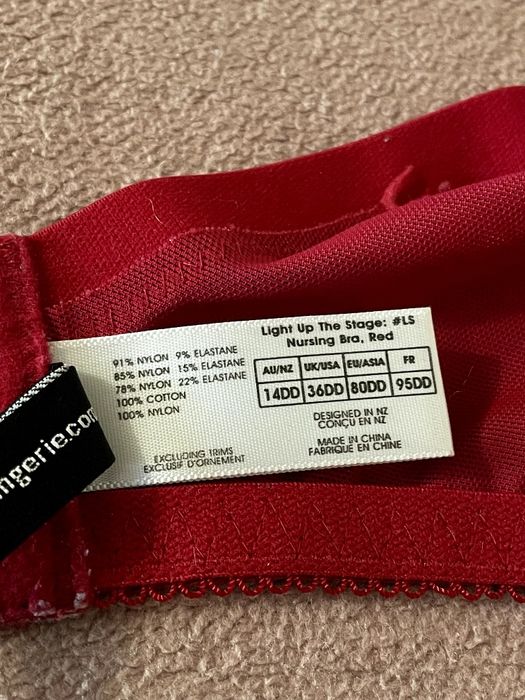 91% NYLON 9% ELASTANE
85% NYLON 15% ELASTANE
78% NYLON 22% ELASTANE
100% COTTON
100% NYLON
EXCLUDING TRIMS
EXCLUSIF D'ORNEMENT
Light Up The Stage: #LS
Nursing Bra, Red
AU/NZ UK/USA EU/ASIA FR
14DD 36DD 80DD 95DD
DESIGNED IN NZ
CONÇU EN NZ
MADE IN CHINA
FABRIQUE EN CHINE
ngerie.com